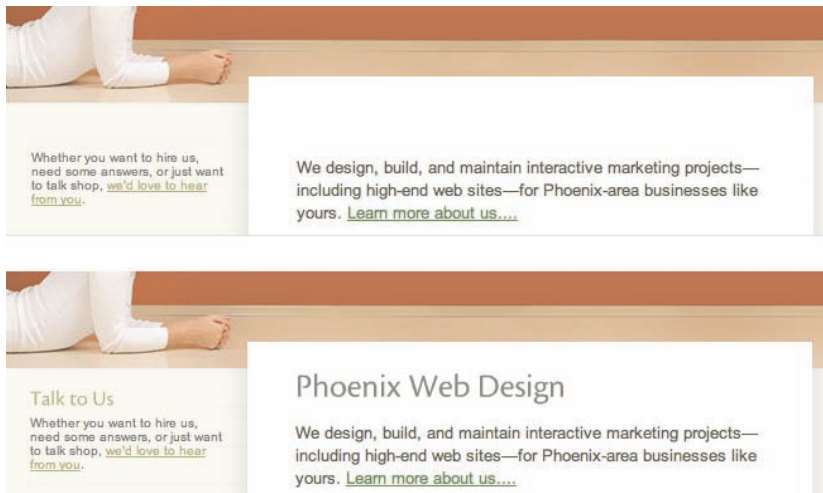 Whether you want to hire us,
need some answers, or just want
to talk shop, we'd love to hear
from you.
We design, build, and maintain interactive marketing projects—
including high-end web sites—for Phoenix-area businesses like
yours. Learn more about us....
Talk to Us
Whether you want to hire us,
need some answers, or just want
to talk shop, we'd love to hear
from you.
Phoenix Web Design
We design, build, and maintain interactive marketing projects—
including high-end web sites—for Phoenix-area businesses like
yours. Learn more about us....